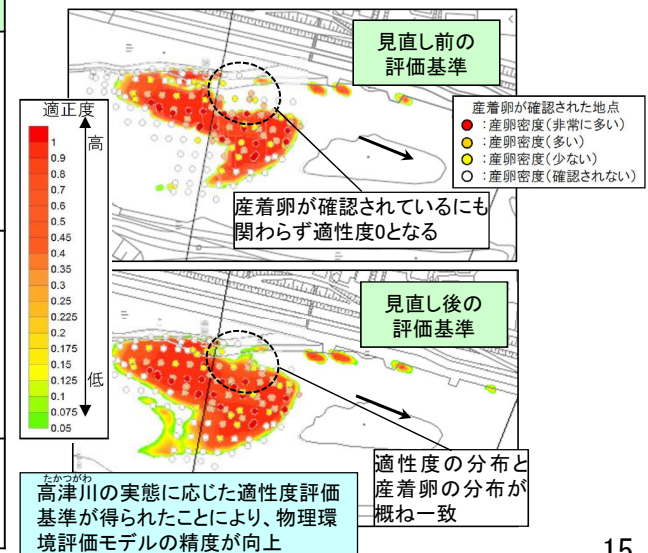 見直し前の
評価基準
適正度
高
1
0.9
0.8
0.7
0.6
0.5
0.45
0.4
0.35
0.3
0.25
0.225
0.2
0.175
0.15
0.125
0.1
0.075
0.05
低
産着卵が確認された地点
:産卵密度(非常に多い)
:産卵密度(多い)
:産卵密度(少ない)
:産卵密度(確認されない)
産着卵が確認されているにも
関わらず適性度0となる
見直し後の
評価基準
適性度の分布と
産着卵の分布が
概ね一致
たかつがわ
高津川の実態に応じた適性度評価
基準が得られたことにより、物理環
境評価モデルの精度が向上
15